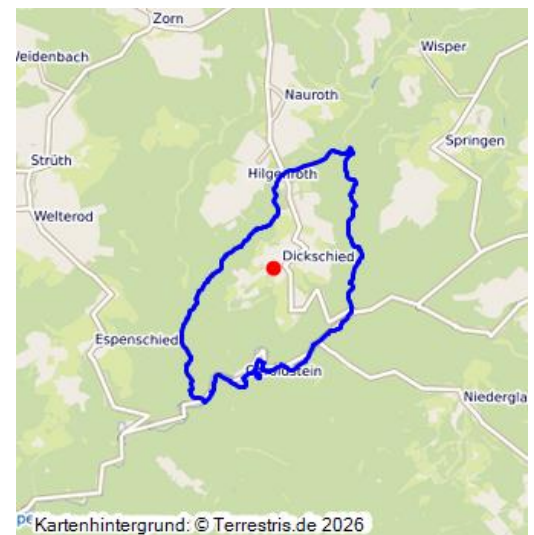 Zorn
Weidenbach
Wisper
Nauroth
Springen
Strüth
Hilgenroth
Welterod
Dickschied
Espenschied
Niedergla
Kartenhintergrund: © Terrestris.de 2026